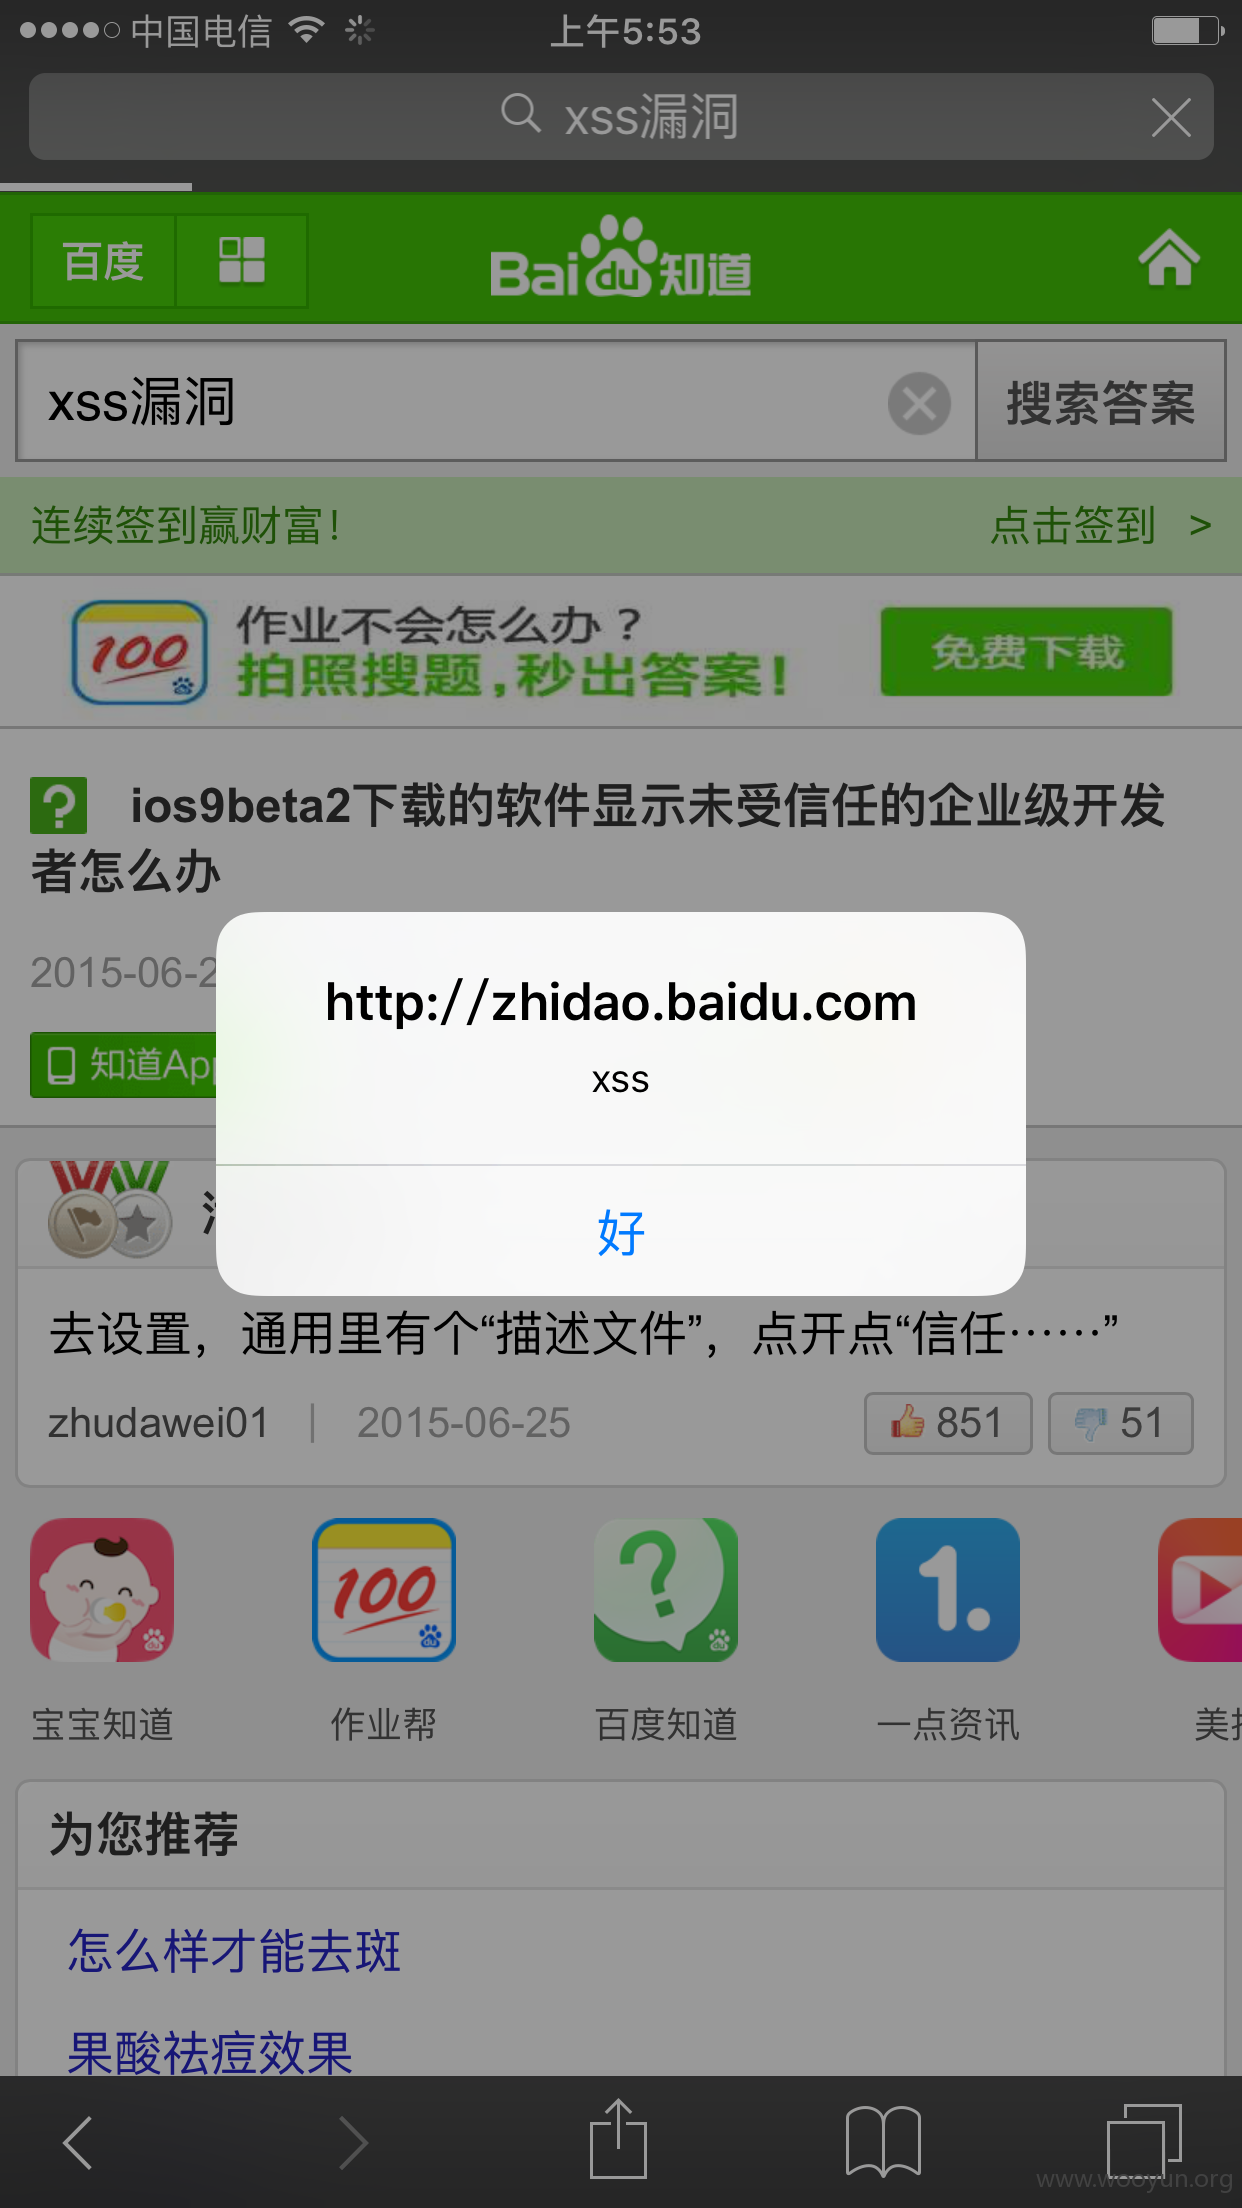 中国电信
上午5:53
xss漏洞
百度
Bai du 知道
xss漏洞
搜索答案
连续签到赢财富！
点击签到 >
100
作业不会怎么办？
拍照搜题,秒出答案!
免费下载
ios9beta2下载的软件显示未受信任的企业级开发
者怎么办
2015-06-2
知道App
http://zhidao.baidu.com
xss
好
去设置，通用里有个“描述文件”，点开点“信任……”
zhudawei01 | 2015-06-25
851
51
100
1.
宝宝知道
作业帮
百度知道
一点资讯
美
为您推荐
怎么样才能去斑
果酸祛痘效果
www.wooyun.org